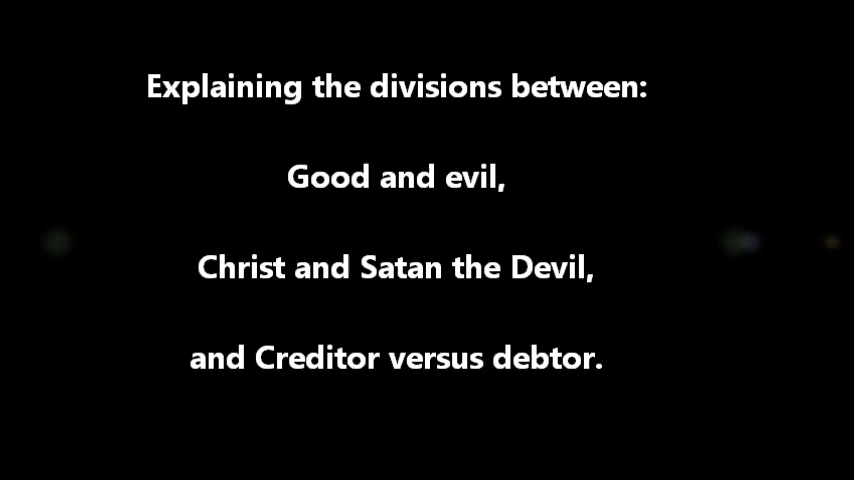 Explaining the divisions between:
Good and evil,
Christ and Satan the Devil,
and Creditor versus debtor.